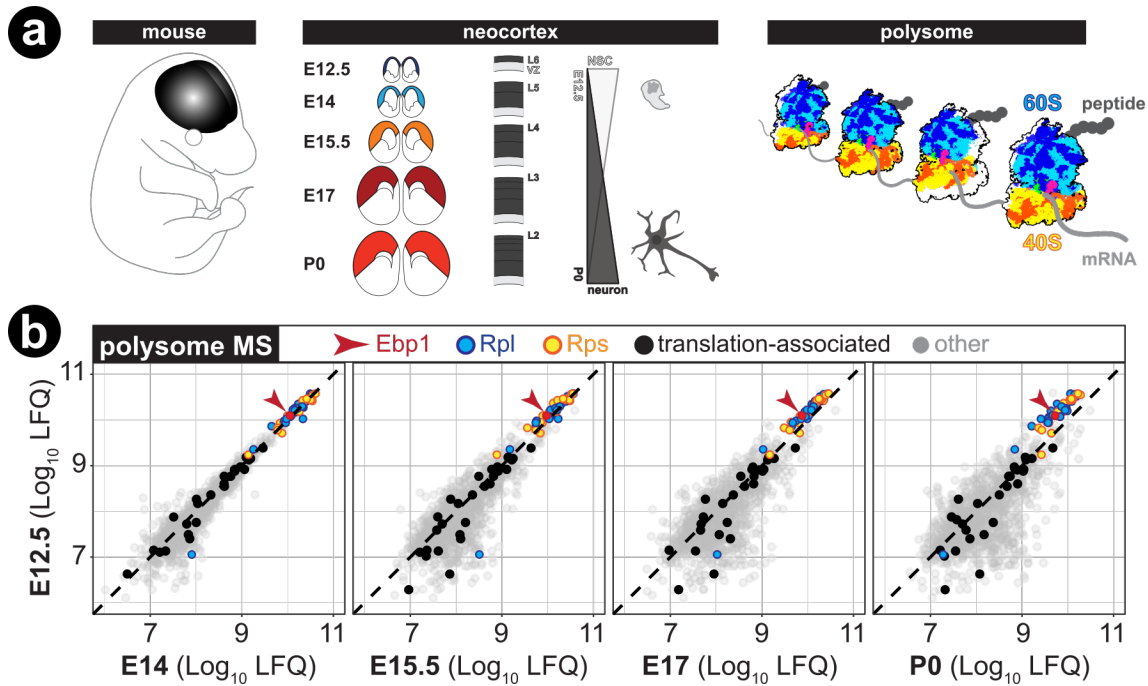 a
mouse
neocortex
polysome
E12.5
E14
E15.5
E17
P0
L6
VZ
L5
L4
L3
L2
NSC
E12.5
P0
neuron
60S
peptide
40S
mRNA
b
polysome MS
Ebp1
Rpl
Rps
translation-associated
other
E12.5 (Log10 LFQ)
11
9
7
7 9 11
7 9 11
7 9 11
7 9 11
E14 (Log10 LFQ)
E15.5 (Log10 LFQ)
E17 (Log10 LFQ)
P0 (Log10 LFQ)